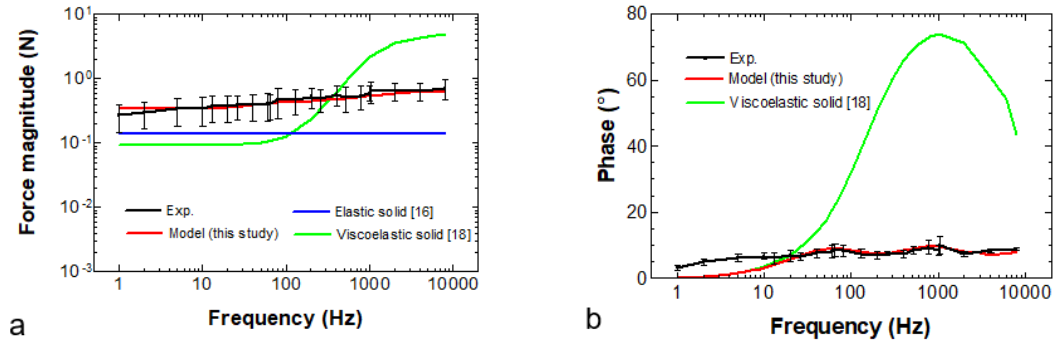 Force magnitude (N)
10¹
10⁰
10⁻¹
10⁻²
10⁻³
Exp.
Elastic solid [16]
Model (this study)
Viscoelastic solid [18]
1 10 100 1000 10000
Frequency (Hz)
a
Phase (°)
80
60
40
20
0
Exp.
Model (this study)
Viscoelastic solid [18]
1 10 100 1000 10000
Frequency (Hz)
b